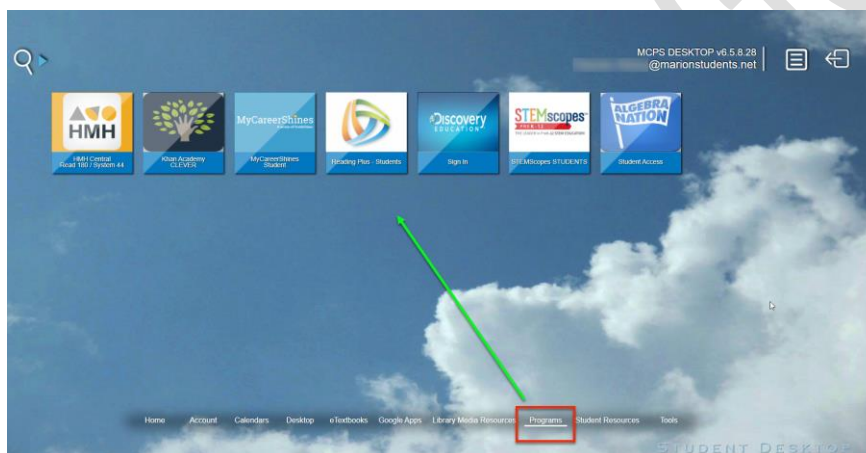 MCPS DESKTOP v6.5.8.28
@marionstudents.net
HMH
HMH Central
Read 180 / System 44
Khan Academy
CLEVER
MyCareerShines
MyCareerShines
Student
Reading Plus - Students
Discovery
EDUCATION
Sign In
STEMscopes
STEMScopes STUDENTS
ALGEBRA
NATION
Student Access
Home Account Calendars Desktop eTextbooks Google Apps Library Media Resources Programs Student Resources Tools
STUDENT DESKTOP